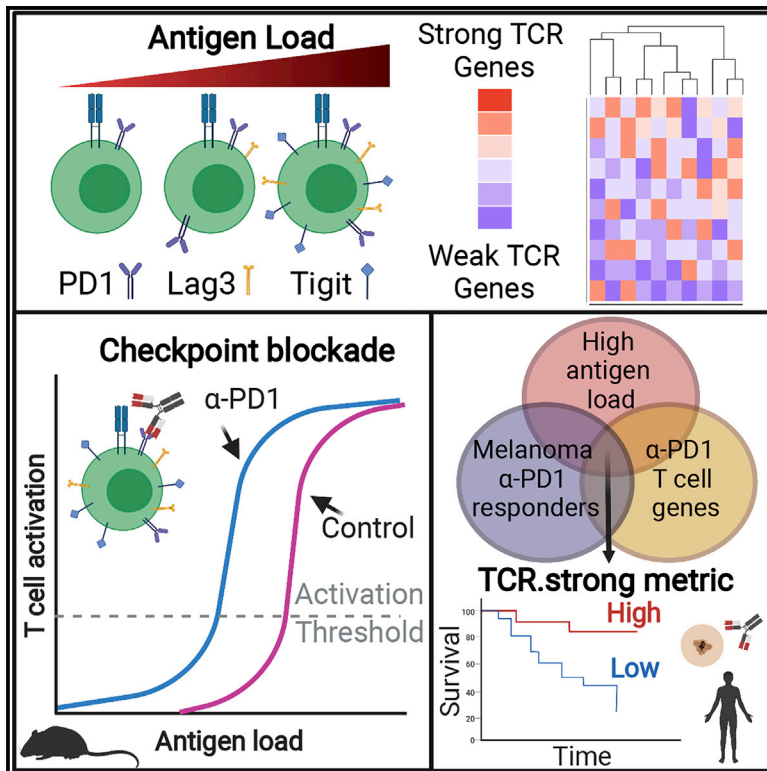 Antigen Load
PD1
Lag3
Tigit
Strong TCR
Genes
Weak TCR
Genes
Checkpoint blockade
α-PD1
Control
Activation
Threshold
T cell activation
Antigen load
High
antigen
load
Melanoma
α-PD1
responders
α-PD1
T cell
genes
TCR.strong metric
High
Low
100
80
60
40
20
0
Survival
Time